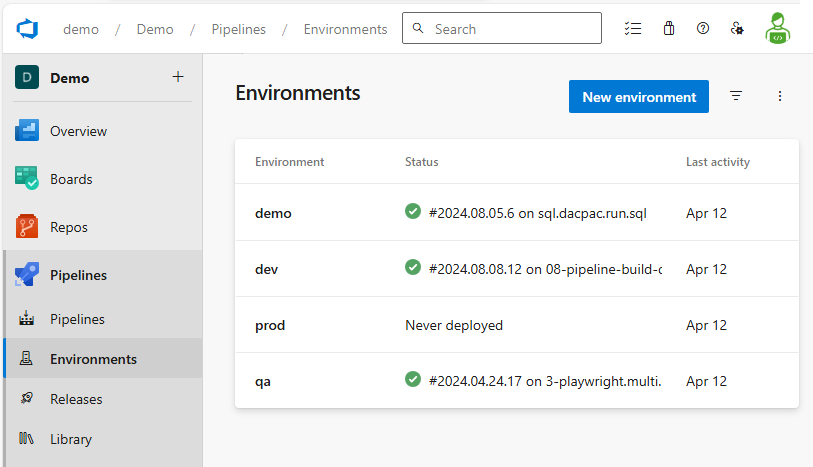 demo / Demo / Pipelines / Environments Search
D Demo +
Environments
New environment
Overview
Boards
Repos
Pipelines
Pipelines
Environments
Releases
Library
Environment Status Last activity
demo #2024.08.05.6 on sql.dacpac.run.sql Apr 12
dev #2024.08.08.12 on 08-pipeline-build- Apr 12
prod Never deployed Apr 12
qa #2024.04.24.17 on 3-playwright.multi. Apr 12